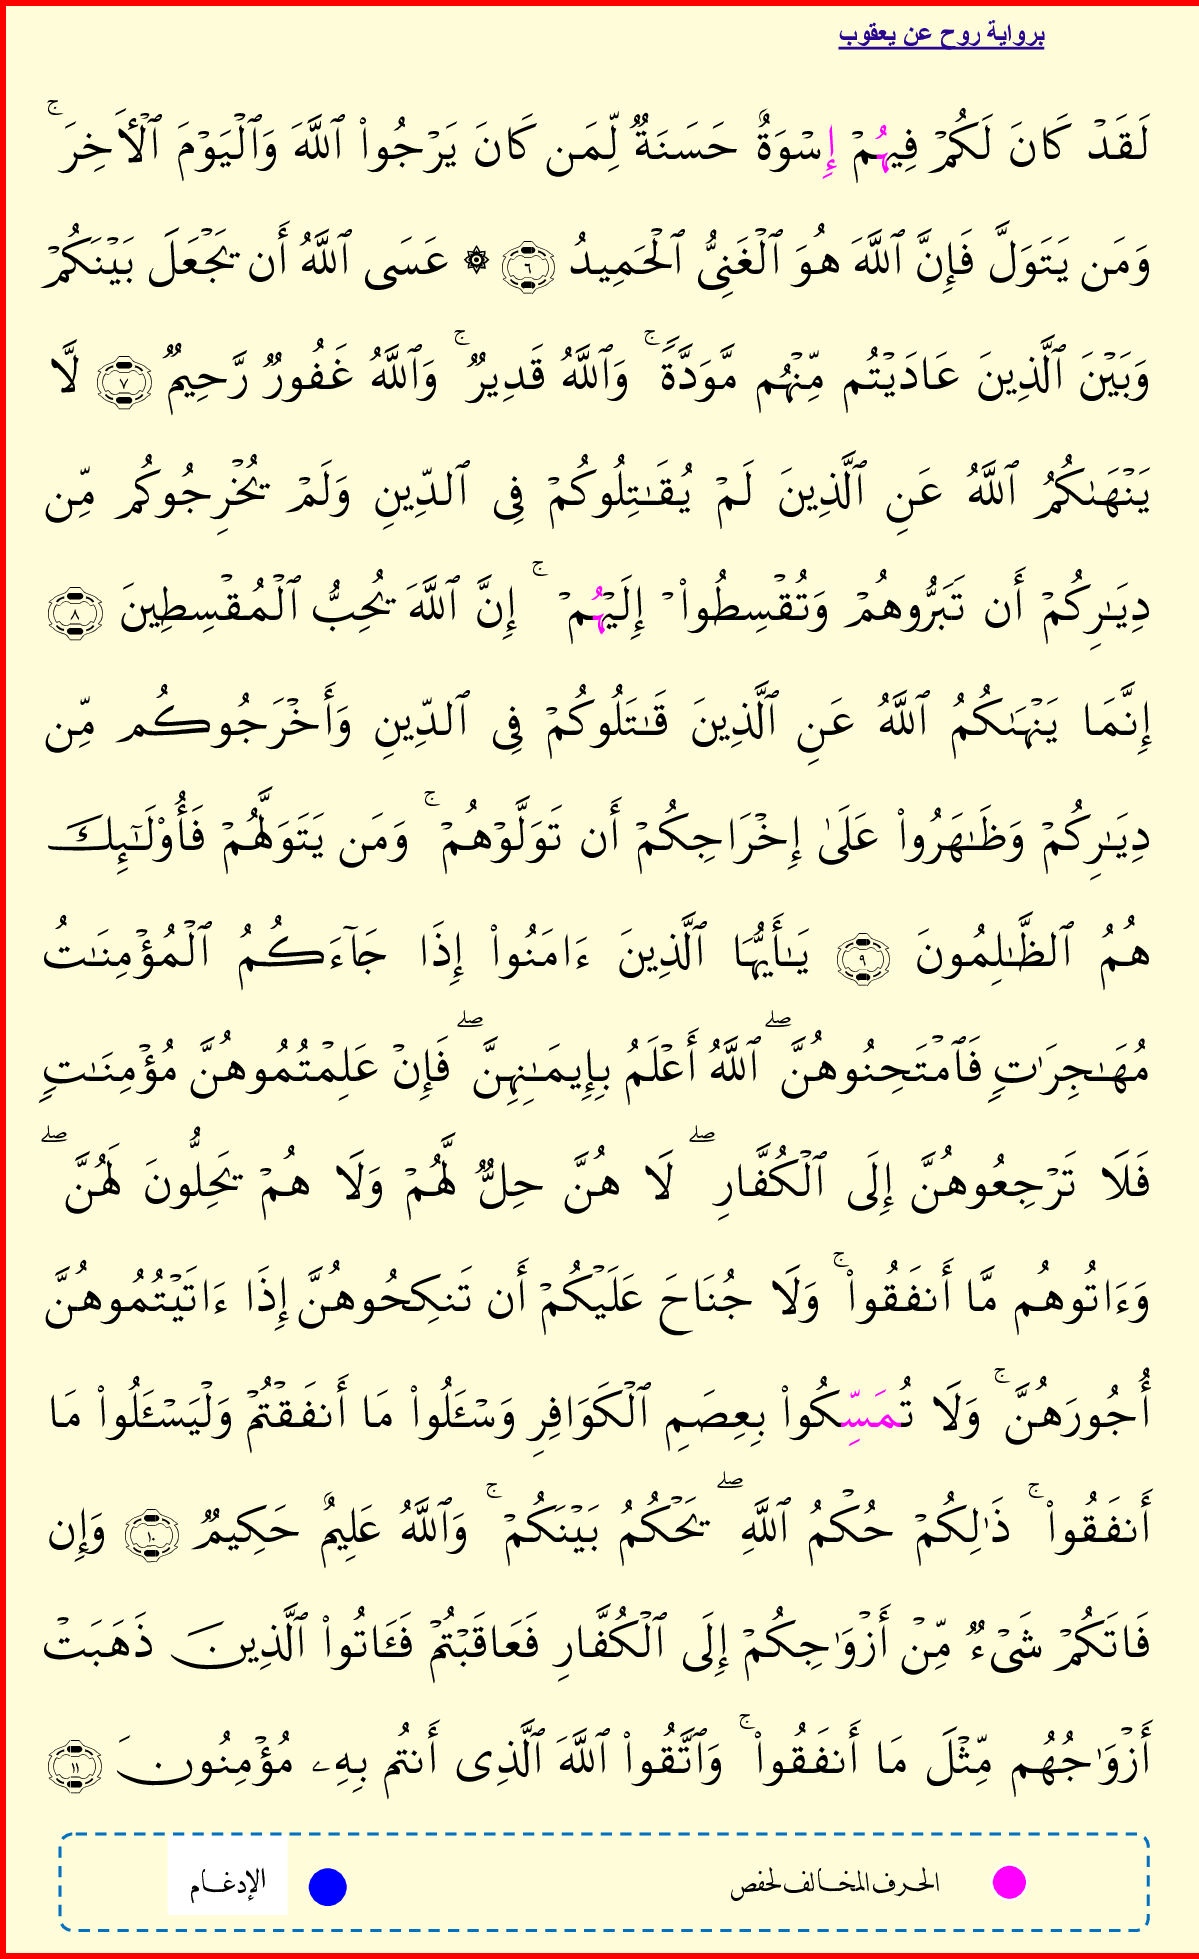 برواية روح عن يعقوب
لَقَدۡ كَانَ لَكُمۡ فِيهُمۡ إِسۡوَةٌ حَسَنَةٞ لِّمَن كَانَ يَرۡجُواْ ٱللَّهَ وَٱلۡيَوۡمَ ٱلۡأٓخِرَۚ
وَمَن يَتَوَلَّ فَإِنَّ ٱللَّهَ هُوَ ٱلۡغَنِيُّ ٱلۡحَمِيدُ ٦ ۞ عَسَى ٱللَّهُ أَن يَجۡعَلَ بَيۡنَكُمۡ
وَبَيۡنَ ٱلَّذِينَ عَادَيۡتُم مِّنۡهُم مَّوَدَّةٗۚ وَٱللَّهُ قَدِيرٞۚ وَٱللَّهُ غَفُورٞ رَّحِيمٞ ٧ لَّا
يَنۡهَىٰكُمُ ٱللَّهُ عَنِ ٱلَّذِينَ لَمۡ يُقَٰتِلُوكُمۡ فِي ٱلدِّينِ وَلَمۡ يُخۡرِجُوكُم مِّن
دِيَٰرِكُمۡ أَن تَبَرُّوهُمۡ وَتُقۡسِطُوٓاْ إِلَيۡهُمۡۚ إِنَّ ٱللَّهَ يُحِبُّ ٱلۡمُقۡسِطِينَ ٨
إِنَّمَا يَنۡهَىٰكُمُ ٱللَّهُ عَنِ ٱلَّذِينَ قَٰتَلُوكُمۡ فِي ٱلدِّينِ وَأَخۡرَجُوكُم مِّن
دِيَٰرِكُمۡ وَظَٰهَرُواْ عَلَىٰ إِخۡرَاجِكُمۡ أَن تَوَلَّوۡهُمۡۚ وَمَن يَتَوَلَّهُمۡ فَأُوْلَٰٓئِكَ
هُمُ ٱلظَّٰلِمُونَ ٩ يَٰأَيُّهَا ٱلَّذِينَ ءَامَنُواْ إِذَا جَآءَكُمُ ٱلۡمُؤۡمِنَٰتُ
مُهَٰجِرَٰتٖ فَٱمۡتَحِنُوهُنَّۖ ٱللَّهُ أَعۡلَمُ بِإِيمَٰنِهِنَّۖ فَإِنۡ عَلِمۡتُمُوهُنَّ مُؤۡمِنَٰتٖ
فَلَا تَرۡجِعُوهُنَّ إِلَى ٱلۡكُفَّارِۖ لَا هُنَّ حِلّٞ لَّهُمۡ وَلَا هُمۡ يَحِلُّونَ لَهُنَّۖ
وَءَاتُوهُم مَّا أَنفَقُواْۚ وَلَا جُنَاحَ عَلَيۡكُمۡ أَن تَنكِحُوهُنَّ إِذَا ءَاتَيۡتُمُوهُنَّ
أُجُورَهُنَّۚ وَلَا تُمَسِّكُواْ بِعِصَمِ ٱلۡكَوَافِرِ وَسۡـَٔلُواْ مَا أَنفَقۡتُمۡ وَلۡيَسۡـَٔلُواْ مَا
أَنفَقُواْۚ ذَٰلِكُمۡ حُكۡمُ ٱللَّهِۖ يَحۡكُمُ بَيۡنَكُمۡۚ وَٱللَّهُ عَلِيمٌ حَكِيمٞ ١٠ وَإِن
فَاتَكُمۡ شَيۡءٞ مِّنۡ أَزۡوَٰجِكُمۡ إِلَى ٱلۡكُفَّارِ فَعَاقَبۡتُمۡ فَـَٔاتُواْ ٱلَّذِينَ ذَهَبَتۡ
أَزۡوَٰجُهُم مِّثۡلَ مَا أَنفَقُواْۚ وَٱتَّقُواْ ٱللَّهَ ٱلَّذِي أَنتُم بِهِۦ مُؤۡمِنُونَ ١١
الحرف المخالف لحفص الإدغام